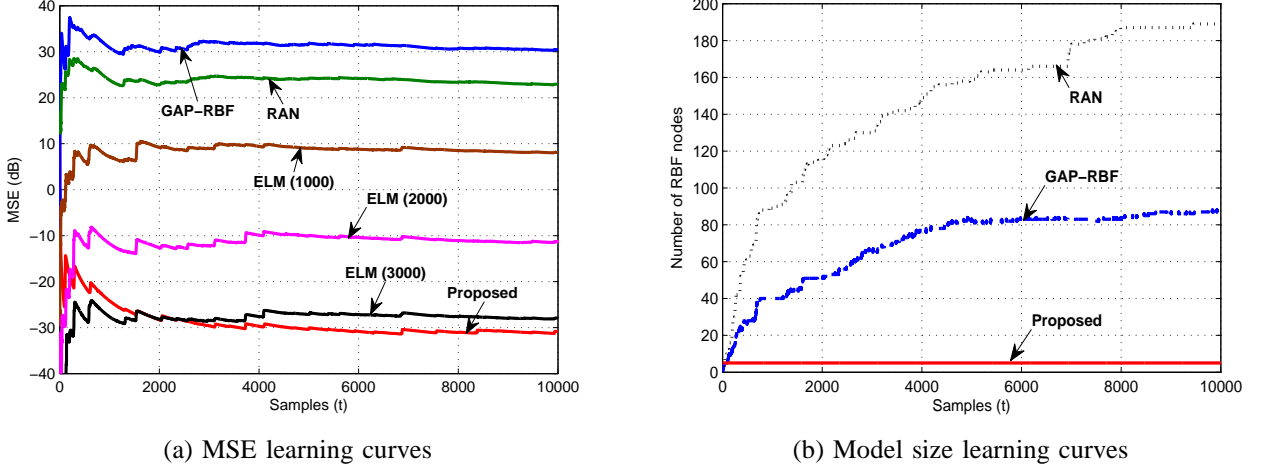 40
30
20
10
0
−10
−20
−30
−40
MSE (dB)
0
2000
4000
6000
8000
10000
Samples (t)
GAP−RBF
RAN
ELM (1000)
ELM (2000)
ELM (3000)
Proposed
(a) MSE learning curves
200
180
160
140
120
100
80
60
40
20
0
Number of RBF nodes
0
2000
4000
6000
8000
10000
Samples (t)
RAN
GAP−RBF
Proposed
(b) Model size learning curves